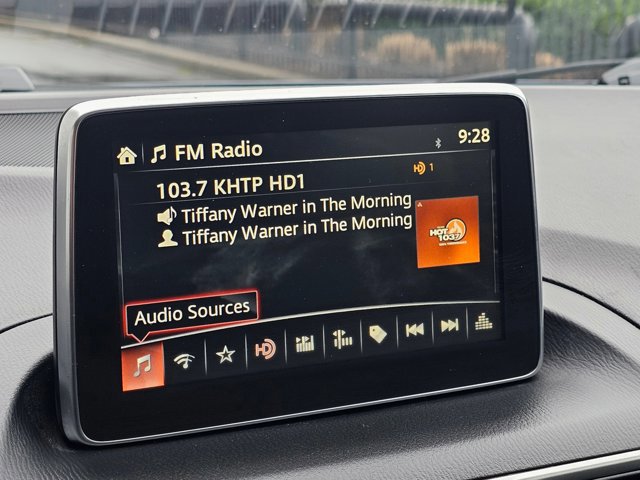 FM Radio
9:28
103.7 KHTP HD1
HD 1
Tiffany Warner in The Morning
Tiffany Warner in The Morning
HOT
103.7
Audio Sources
HD